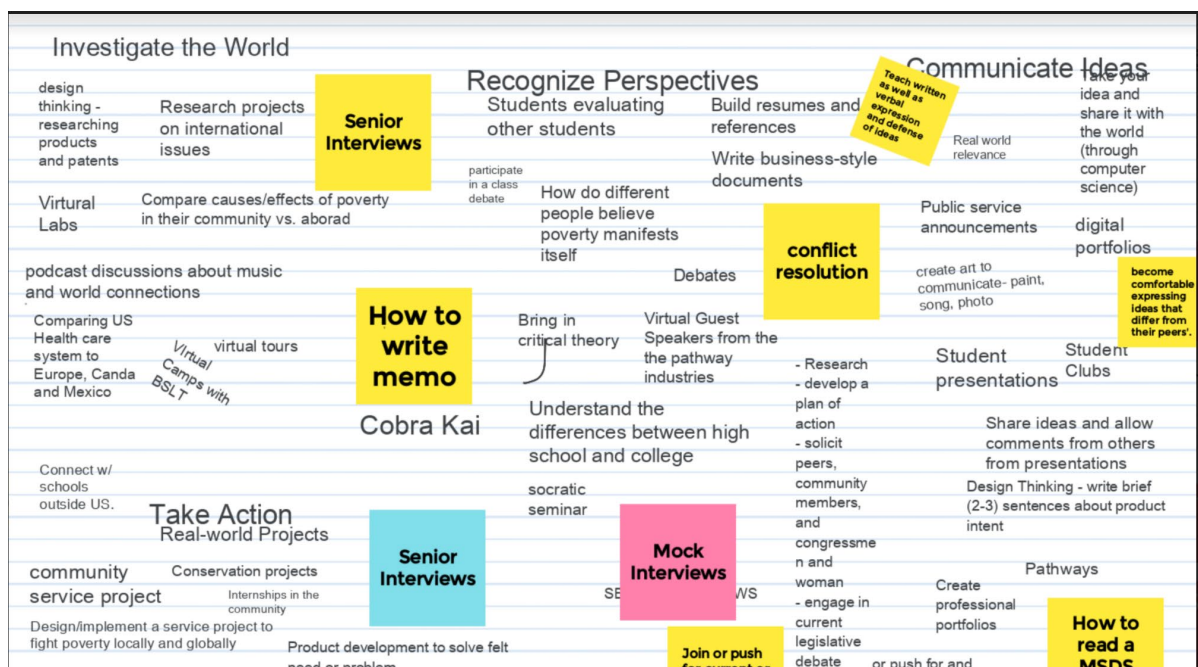 Investigate the World
design
thinking -
researching
products
and patents
Research projects
on international
issues
Senior
Interviews
Virtural
Labs
Compare causes/effects of poverty
in their community vs. aborad
podcast discussions about music
and world connections
Comparing US
Health care
system to
Europe, Canda
and Mexico
VIrtual
Camps with
BSLT
virtual tours
How to
write
memo
Cobra Kai
Connect w/
schools
outside US.
Recognize Perspectives
Students evaluating
other students
participate
in a class
debate
How do different
people believe
poverty manifests
itself
Build resumes and
references
Write business-style
documents
Debates
conflict
resolution
Bring in
critical theory
Virtual Guest
Speakers from the
the pathway
industries
Understand the
differences between high
school and college
socratic
seminar
- Research
- develop a
plan of
action
- solicit
peers,
community
members,
and
congressme
n and
woman
- engage in
current
legislative
debate
Communicate Ideas
Teach written
as well as
verbal
expression
and defense
of ideas
Real world
relevance
Take your
idea and
share it with
the world
(through
computer
science)
Public service
announcements
digital
portfolios
create art to
communicate- paint,
song, photo
become
comfortable
expressing
ideas that
differ from
their peers'.
Student
presentations
Student
Clubs
Share ideas and allow
comments from others
from presentations
Design Thinking - write brief
(2-3) sentences about product
intent
Pathways
Create
professional
portfolios
How to
read a
MSDS
or push for and
Take Action
Real-world Projects
community
service project
Conservation projects
Internships in the
community
Design/implement a service project to
fight poverty locally and globally
Senior
Interviews
Product development to solve felt
need or problem
Mock
Interviews
Join or push
for current or